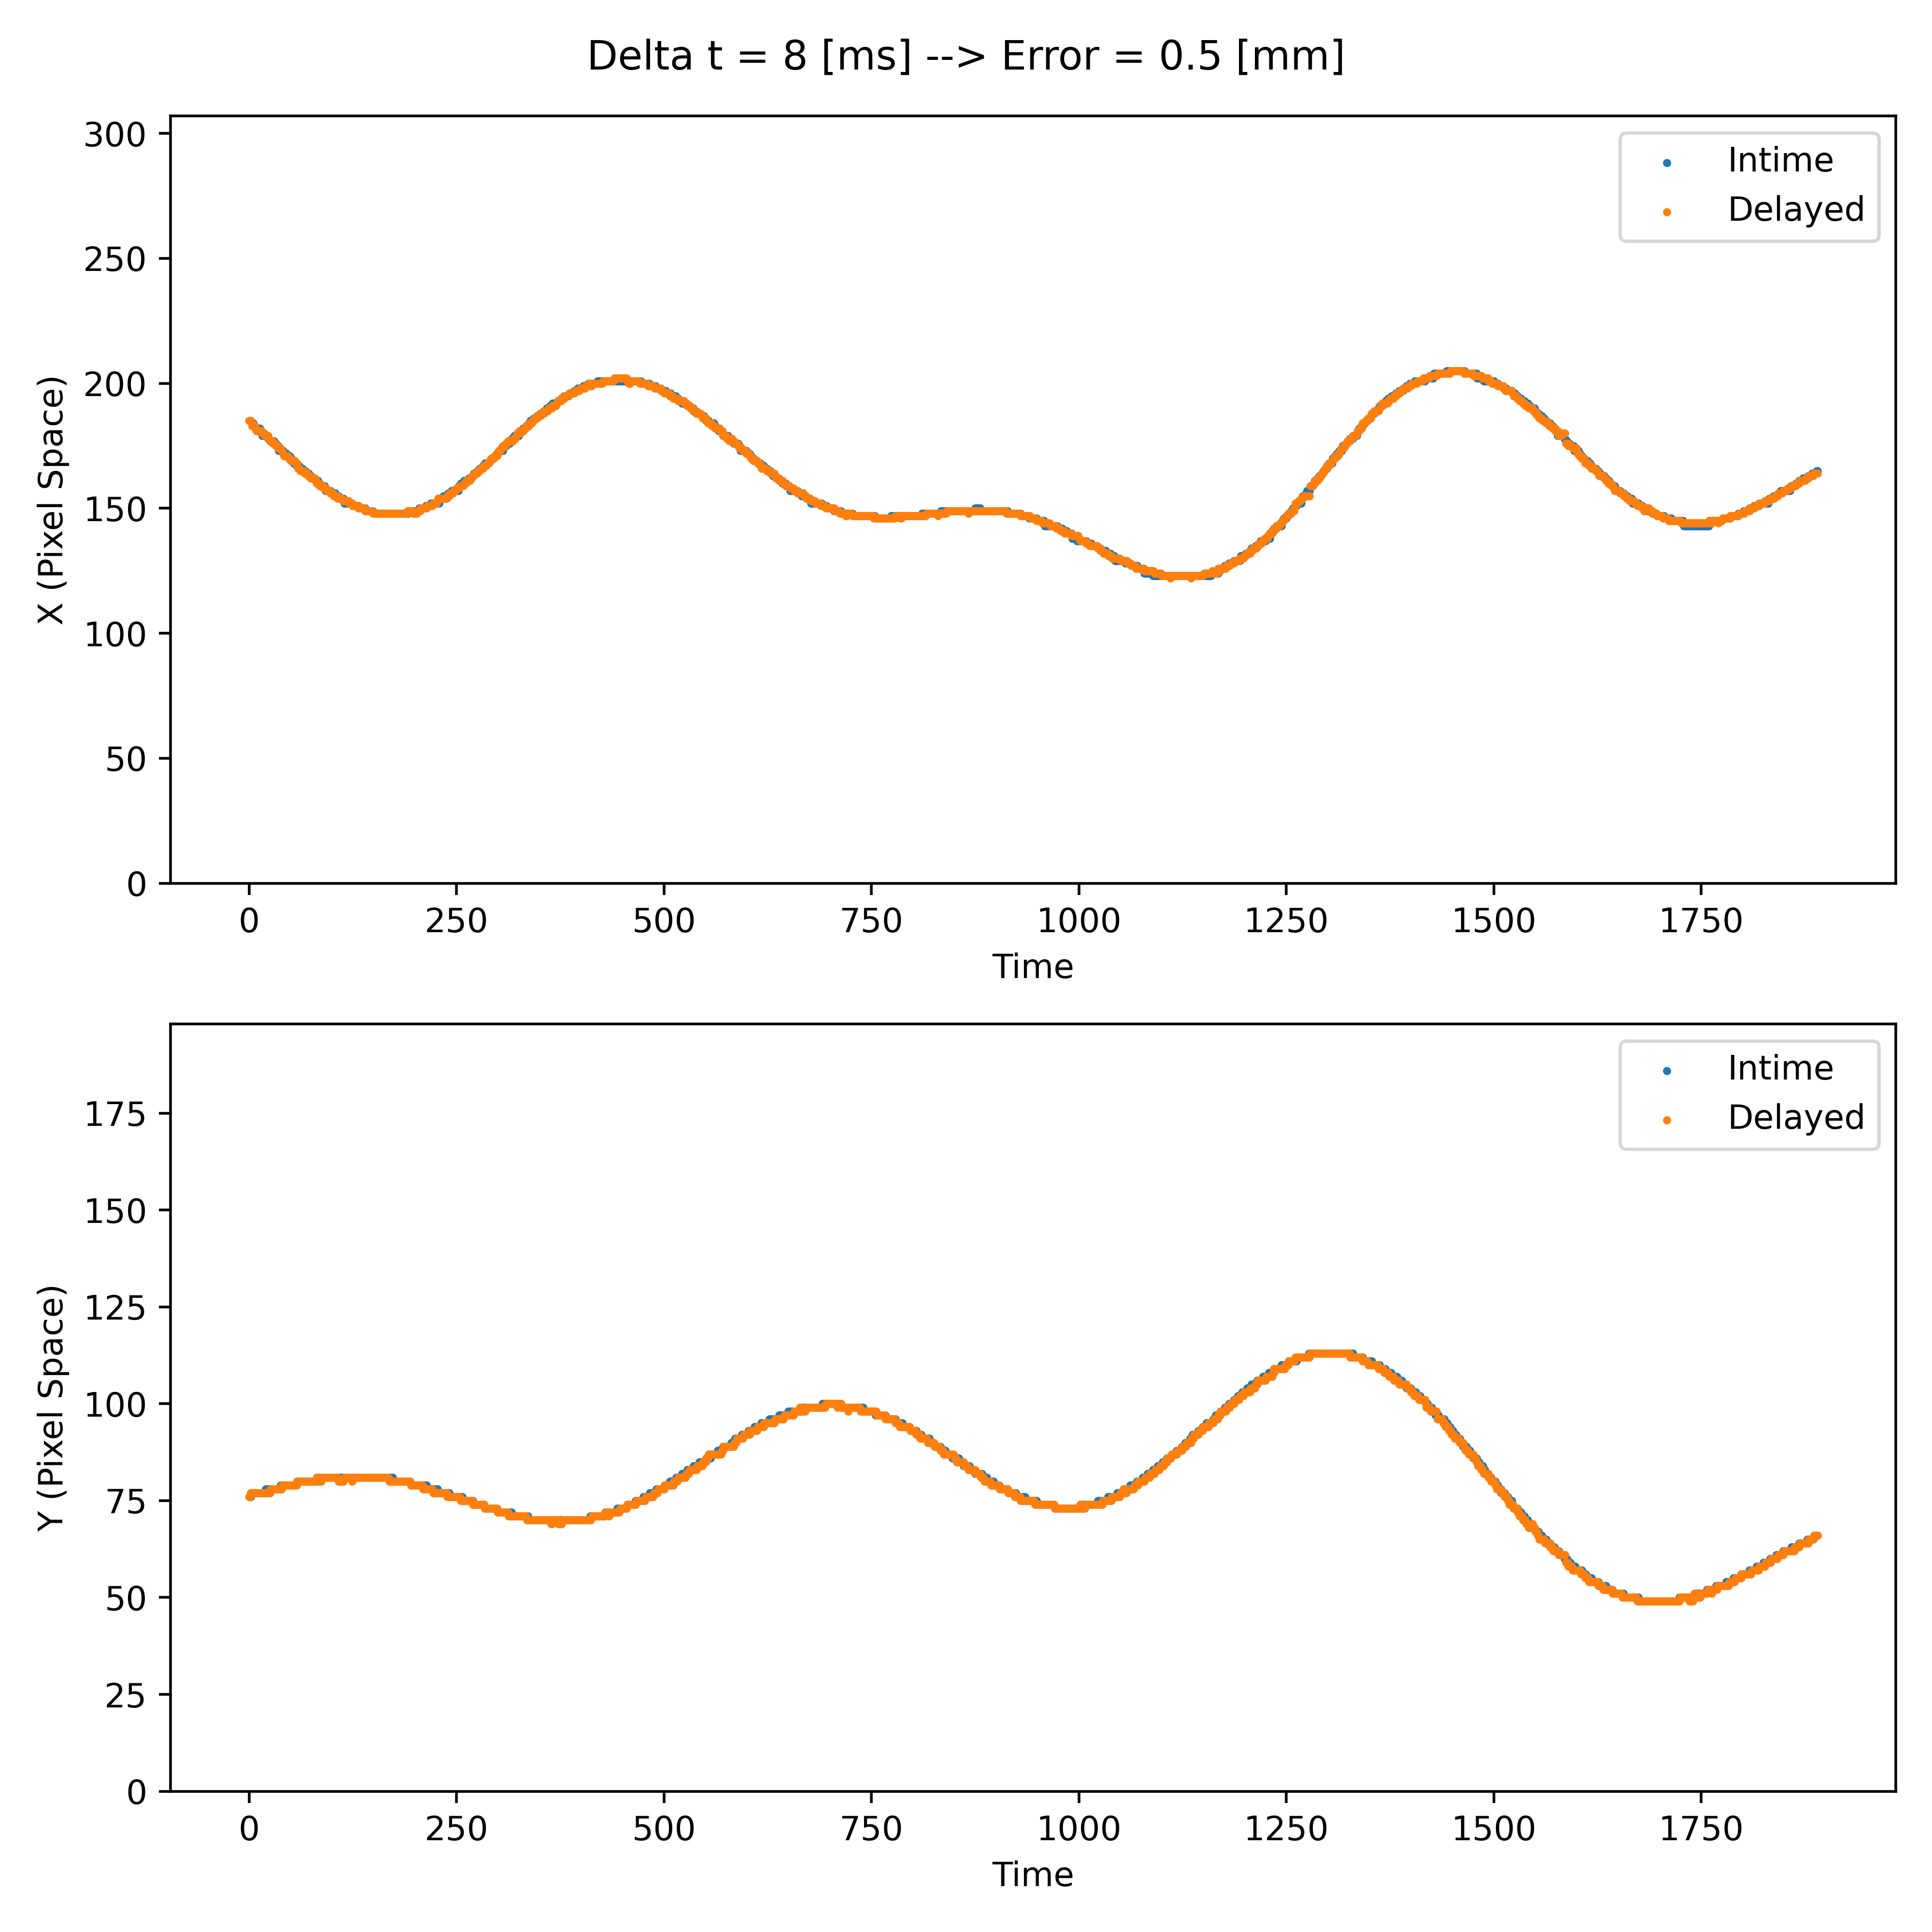 Delta t = 8 [ms] --> Error = 0.5 [mm]
300
250
200
150
100
50
0
X (Pixel Space)
Intime
Delayed
0 250 500 750 1000 1250 1500 1750
Time
175
150
125
100
75
50
25
0
Y (Pixel Space)
Intime
Delayed
0 250 500 750 1000 1250 1500 1750
Time